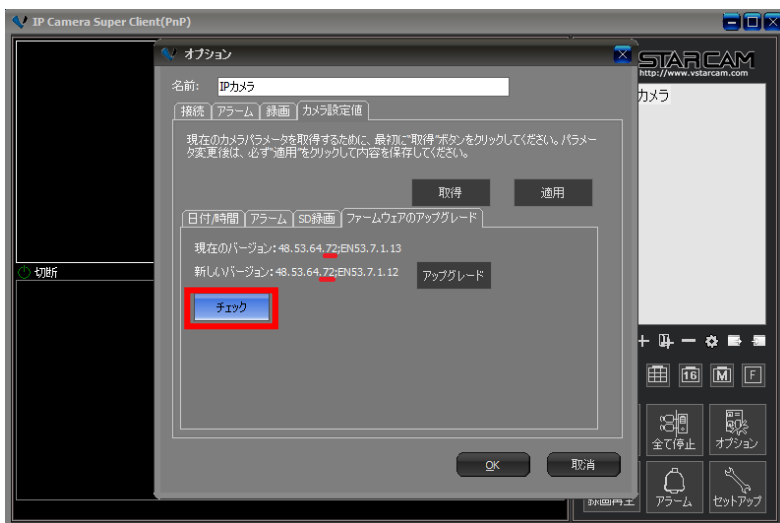 IP Camera Super Client(PnP)
オプション
STARCAM
http://www.vstarcam.com
名前: IPカメラ
カメラ
接続 アラーム 録画 カメラ設定値
現在のカメラパラメータを取得するために、最初に"取得"ボタンをクリックしてください。パラメー
タ変更後は、必ず"適用"をクリックして内容を保存してください。
取得 適用
日付/時間 アラーム SD録画 ファームウェアのアップグレード
現在のバージョン: 48.53.64.72;EN53.7.1.13
新しいバージョン: 48.53.64.72;EN53.7.1.12 アップグレード
切断
チェック
16 M F
全て停止 オプション
OK 取消
録画再生 アラーム セットアップ